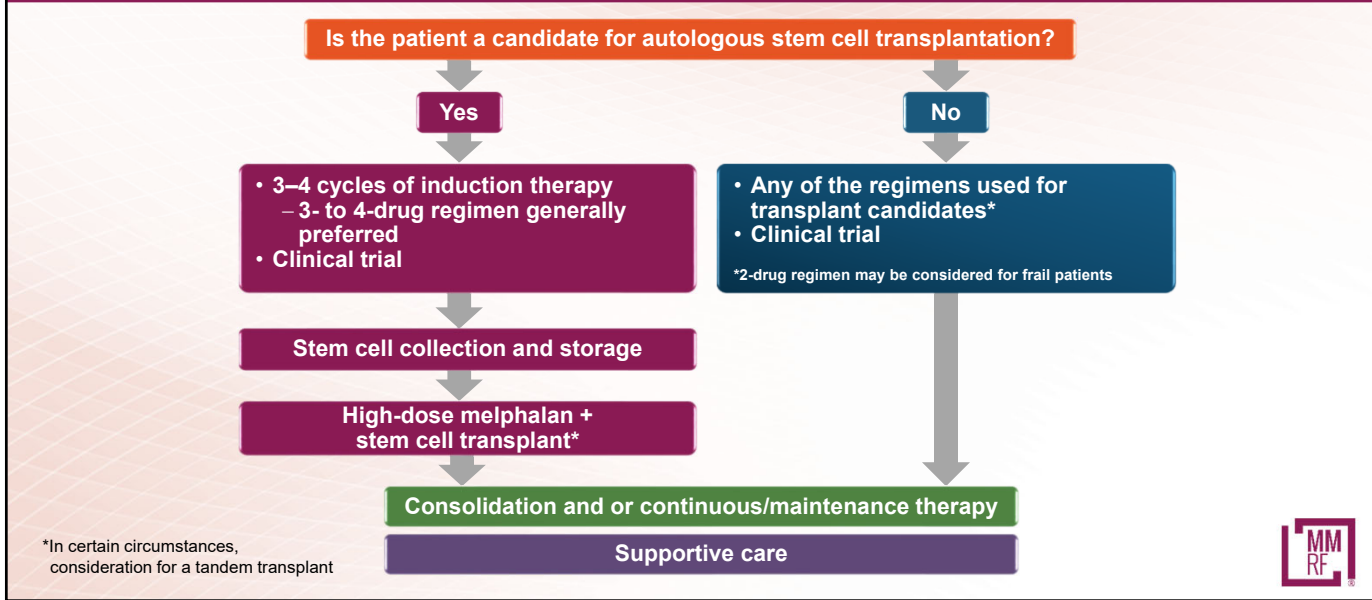 Is the patient a candidate for autologous stem cell transplantation?
Yes
• 3–4 cycles of induction therapy
– 3- to 4-drug regimen generally
preferred
• Clinical trial
Stem cell collection and storage
High-dose melphalan +
stem cell transplant*
No
• Any of the regimens used for
transplant candidates*
• Clinical trial
*2-drug regimen may be considered for frail patients
Consolidation and or continuous/maintenance therapy
Supportive care
*In certain circumstances,
consideration for a tandem transplant
MM
RF
®